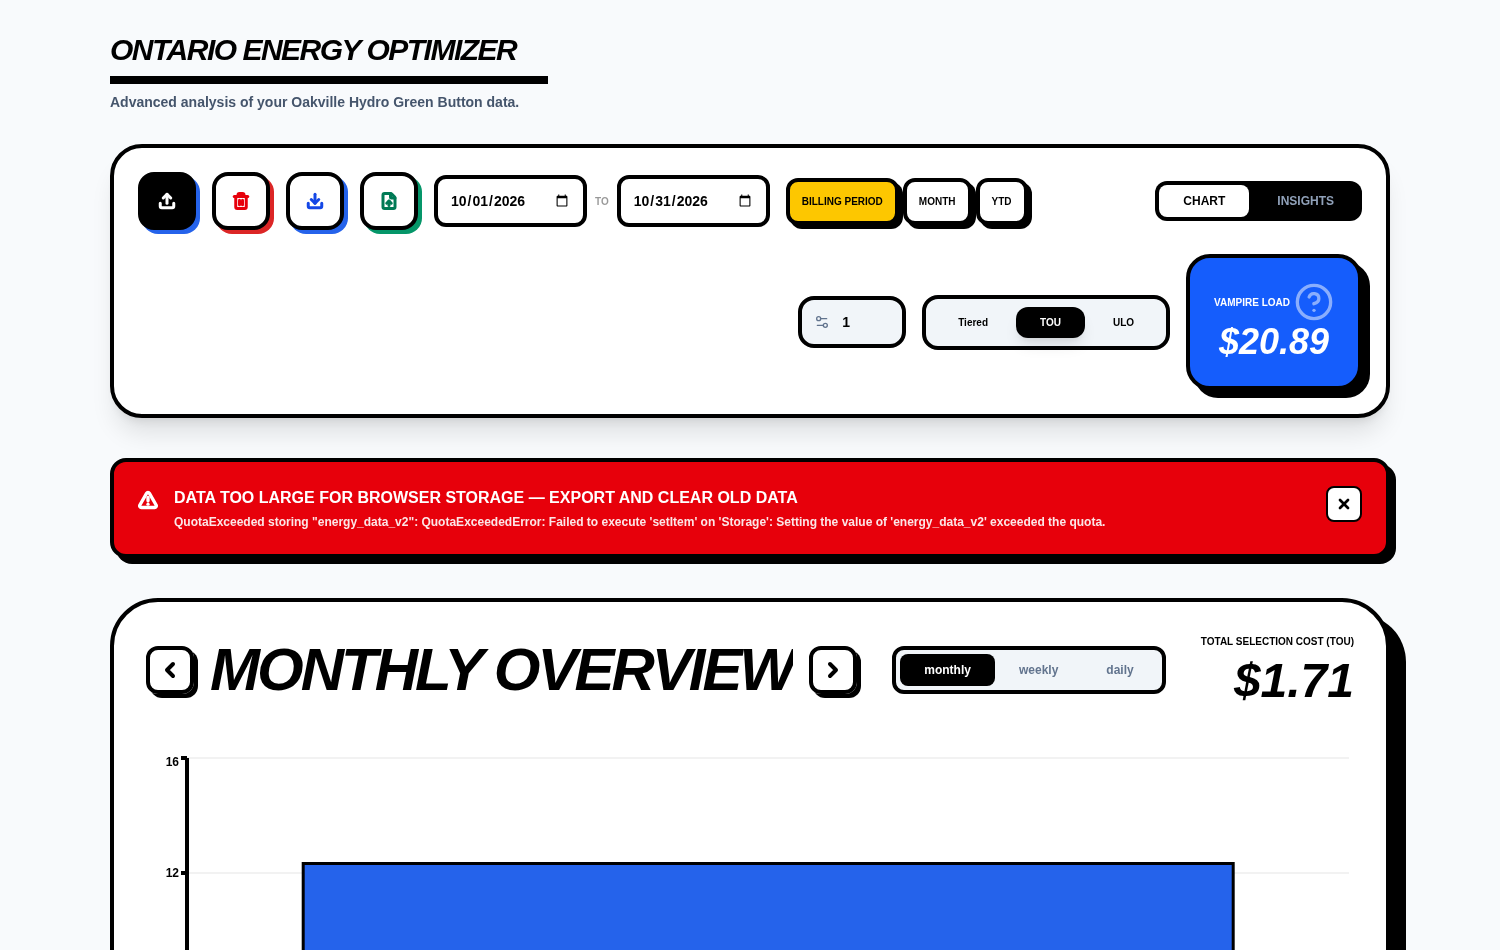 ONTARIO ENERGY OPTIMIZER
Advanced analysis of your Oakville Hydro Green Button data.
10/01/2026 TO 10/31/2026 BILLING PERIOD MONTH YTD CHART INSIGHTS
1 Tiered TOU ULO
VAMPIRE LOAD
$20.89
DATA TOO LARGE FOR BROWSER STORAGE — EXPORT AND CLEAR OLD DATA
QuotaExceeded storing "energy_data_v2": QuotaExceededError: Failed to execute 'setItem' on 'Storage': Setting the value of 'energy_data_v2' exceeded the quota.
MONTHLY OVERVIEW
monthly weekly daily
TOTAL SELECTION COST (TOU)
$1.71
16
12